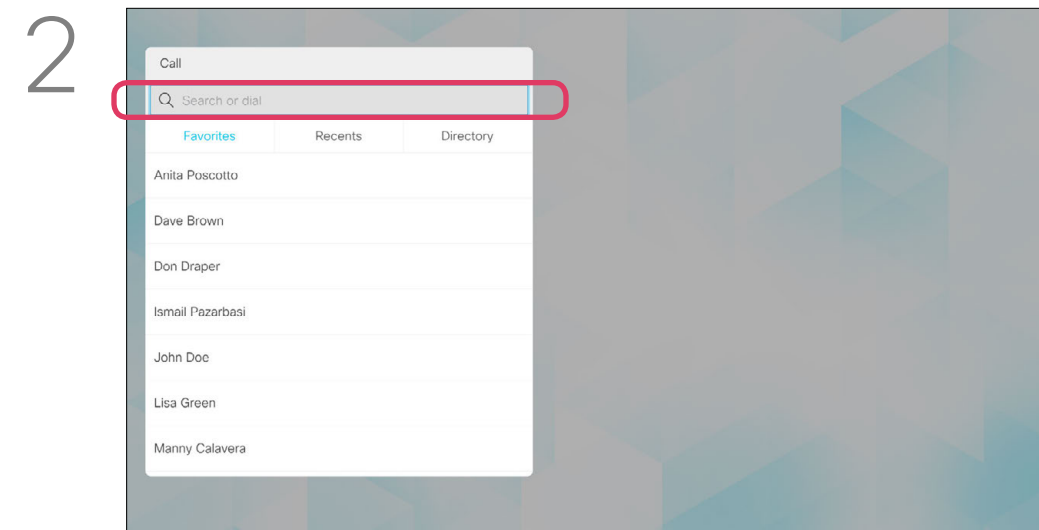 2
Call
Search or dial
Favorites Recents Directory
Anita Poscotto
Dave Brown
Don Draper
Ismail Pazarbasi
John Doe
Lisa Green
Manny Calavera